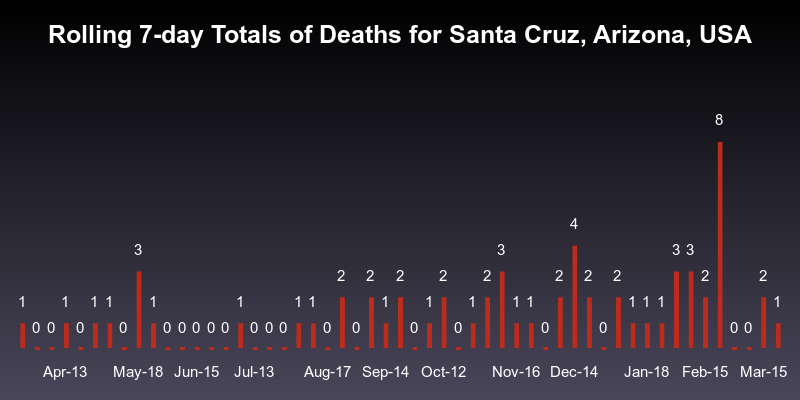 Rolling 7-day Totals of Deaths for Santa Cruz, Arizona, USA
8
4
3 3 3 3
2 2 2 2 2 2 2 2 2 2
1 1 1 1 1 1 1 1 1 1 1 1 1 1 1 1 1
0 0 0 0 0 0 0 0 0 0 0 0 0 0 0 0 0 0 0 0
Apr-13 May-18 Jun-15 Jul-13 Aug-17 Sep-14 Oct-12 Nov-16 Dec-14 Jan-18 Feb-15 Mar-15